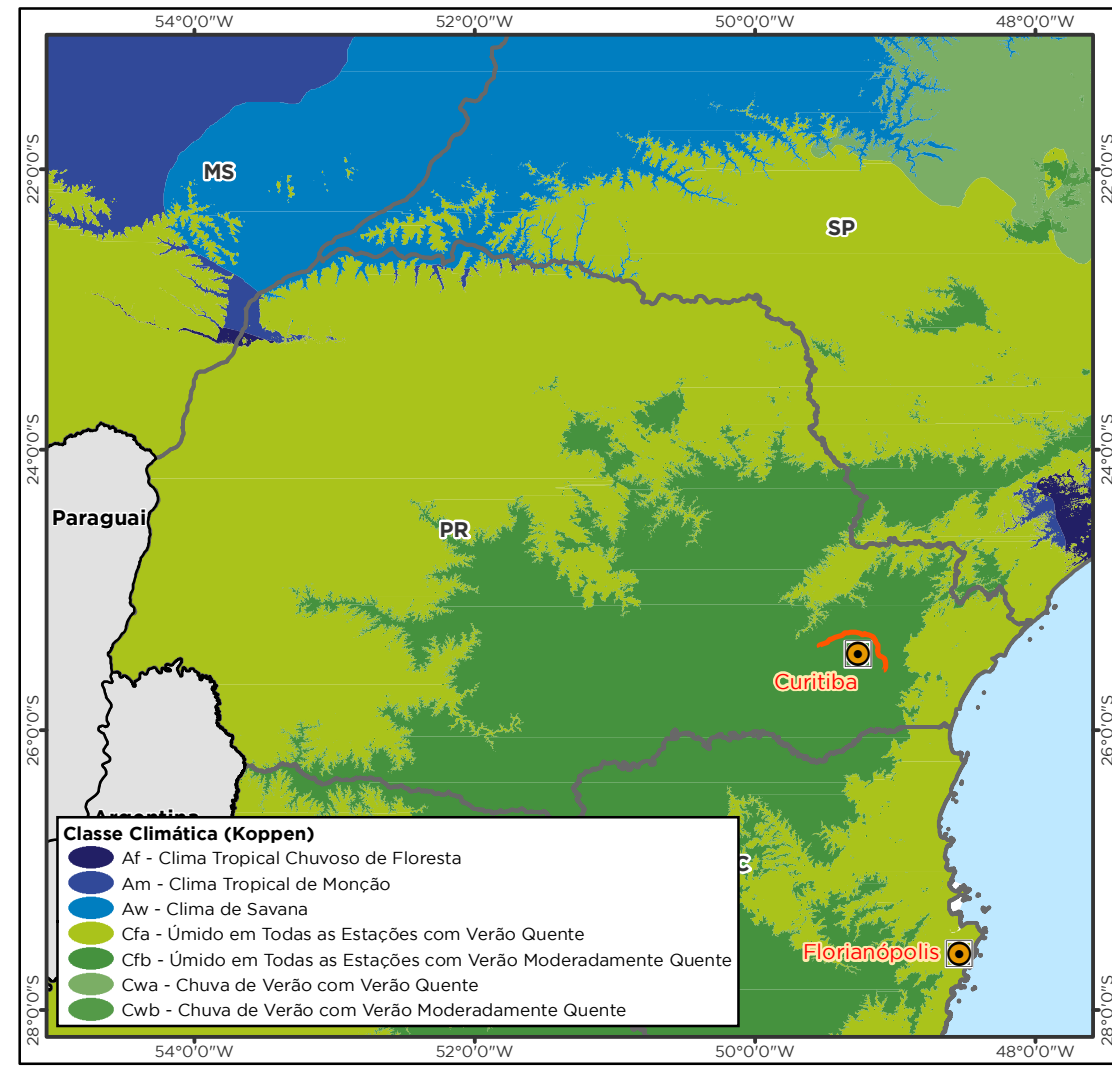 54°0'0"W 52°0'0"W 50°0'0"W 48°0'0"W
22°0'0"S 22°0'0"S
MS
SP
24°0'0"S 24°0'0"S
Paraguai
PR
Curitiba
26°0'0"S 26°0'0"S
Argentina
Classe Climática (Koppen)
Af - Clima Tropical Chuvoso de Floresta
Am - Clima Tropical de Monção
Aw - Clima de Savana
Cfa - Úmido em Todas as Estações com Verão Quente
Cfb - Úmido em Todas as Estações com Verão Moderadamente Quente
Cwa - Chuva de Verão com Verão Quente
Cwb - Chuva de Verão com Verão Moderadamente Quente
C
Florianópolis
28°0'0"S 28°0'0"S
54°0'0"W 52°0'0"W 50°0'0"W 48°0'0"W